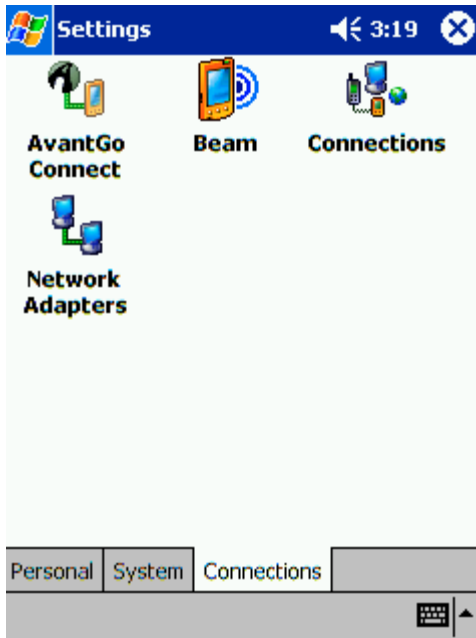 Settings 3:19
AvantGo
Connect
Beam
Connections
Network
Adapters
Personal System Connections